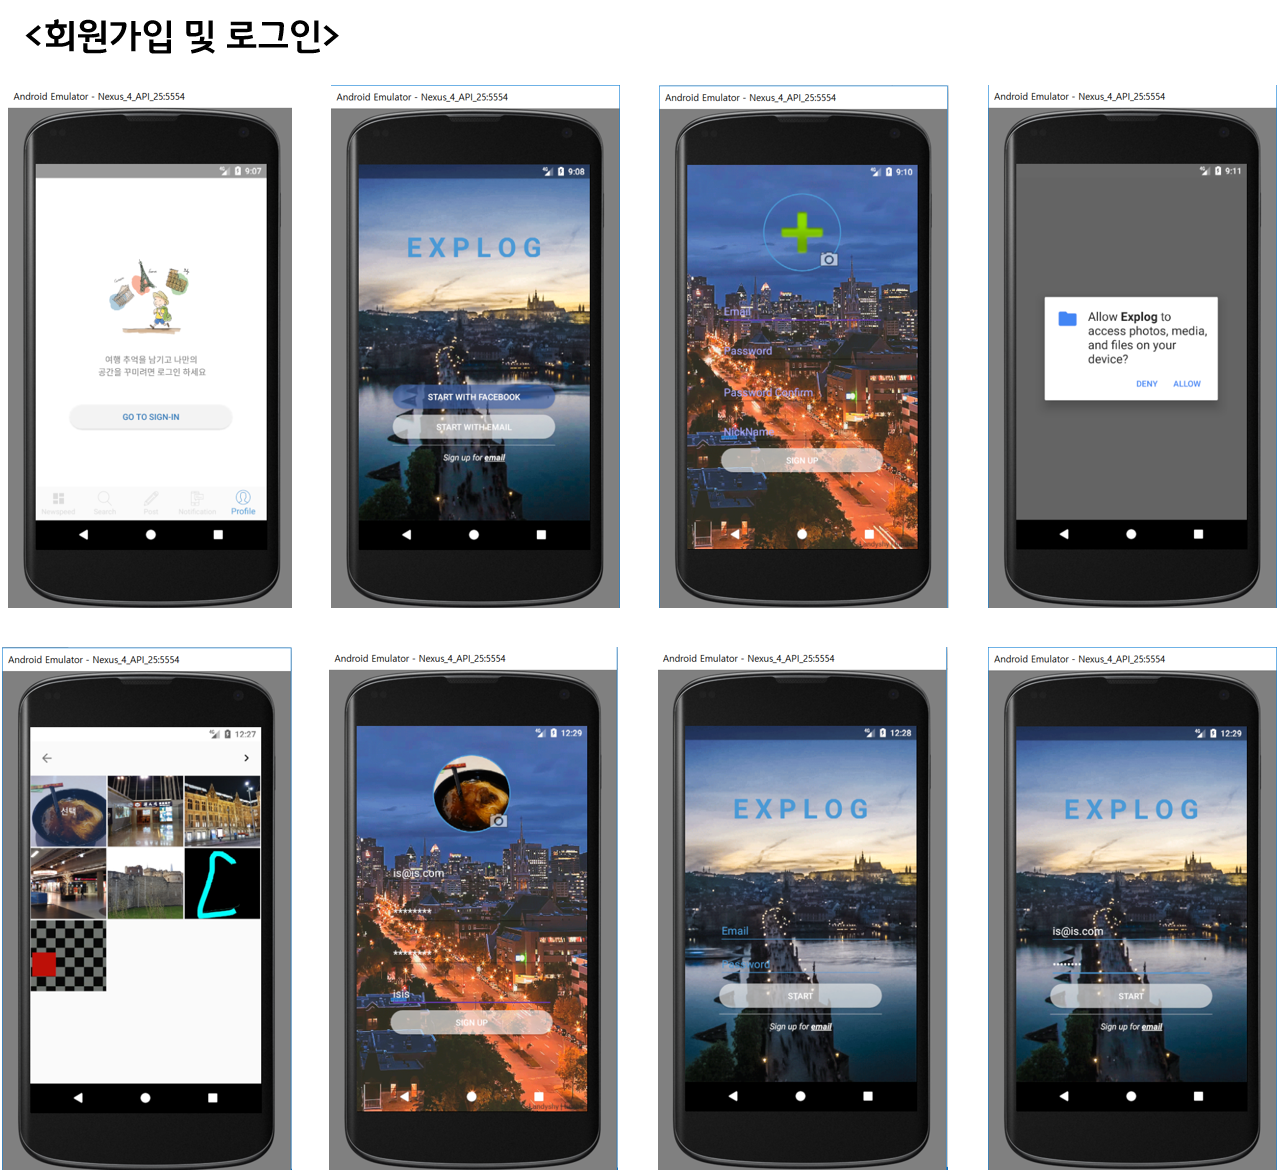 <회원가입 및 로그인>
Android Emulator - Nexus_4_API_25:5554
9:07
여행 추억을 남기고 나만의
공간을 꾸미려면 로그인 하세요
GO TO SIGN-IN
Newspeed Search Post Notification Profile
Android Emulator - Nexus_4_API_25:5554
9:08
EXPLOG
START WITH FACEBOOK
START WITH EMAIL
Sign up for email
Android Emulator - Nexus_4_API_25:5554
9:10
Email
Password
Password Confirm
NickName
SIGN UP
Android Emulator - Nexus_4_API_25:5554
9:11
Allow Explog to
access photos, media,
and files on your
device?
DENY ALLOW
Android Emulator - Nexus_4_API_25:5554
12:27
선택
Android Emulator - Nexus_4_API_25:5554
12:29
is@is.com
********
********
isis
SIGN UP
Android Emulator - Nexus_4_API_25:5554
12:28
EXPLOG
Email
Password
START
Sign up for email
Android Emulator - Nexus_4_API_25:5554
12:29
EXPLOG
is@is.com
••••••••
START
Sign up for email